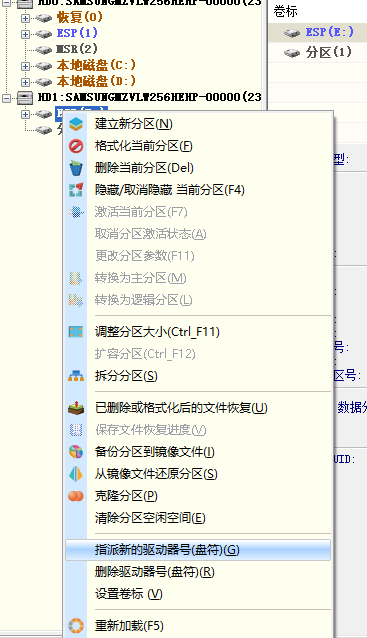 HD0:SAMSUNGMZVLW256HEHP-00000(23
恢复(0)
ESP(1)
MSR(2)
本地磁盘(C:)
本地磁盘(D:)
HD1:SAMSUNGMZVLW256HEHP-00000(23
卷标
ESP(E:)
分区(1)
建立新分区(N)
格式化当前分区(F)
删除当前分区(Del)
隐藏/取消隐藏 当前分区(F4)
激活当前分区(F7)
取消分区激活状态(A)
更改分区参数(F11)
转换为主分区(M)
转换为逻辑分区(L)
调整分区大小(Ctrl_F11)
扩容分区(Ctrl_F12)
拆分分区(S)
已删除或格式化后的文件恢复(U)
保存文件恢复进度(V)
备份分区到镜像文件(I)
从镜像文件还原分区(S)
克隆分区(P)
清除分区空闲空间(E)
指派新的驱动器号(盘符)(G)
删除驱动器号(盘符)(R)
设置卷标 (V)
重新加载(F5)
型:
号:
区号:
数据分
UID: